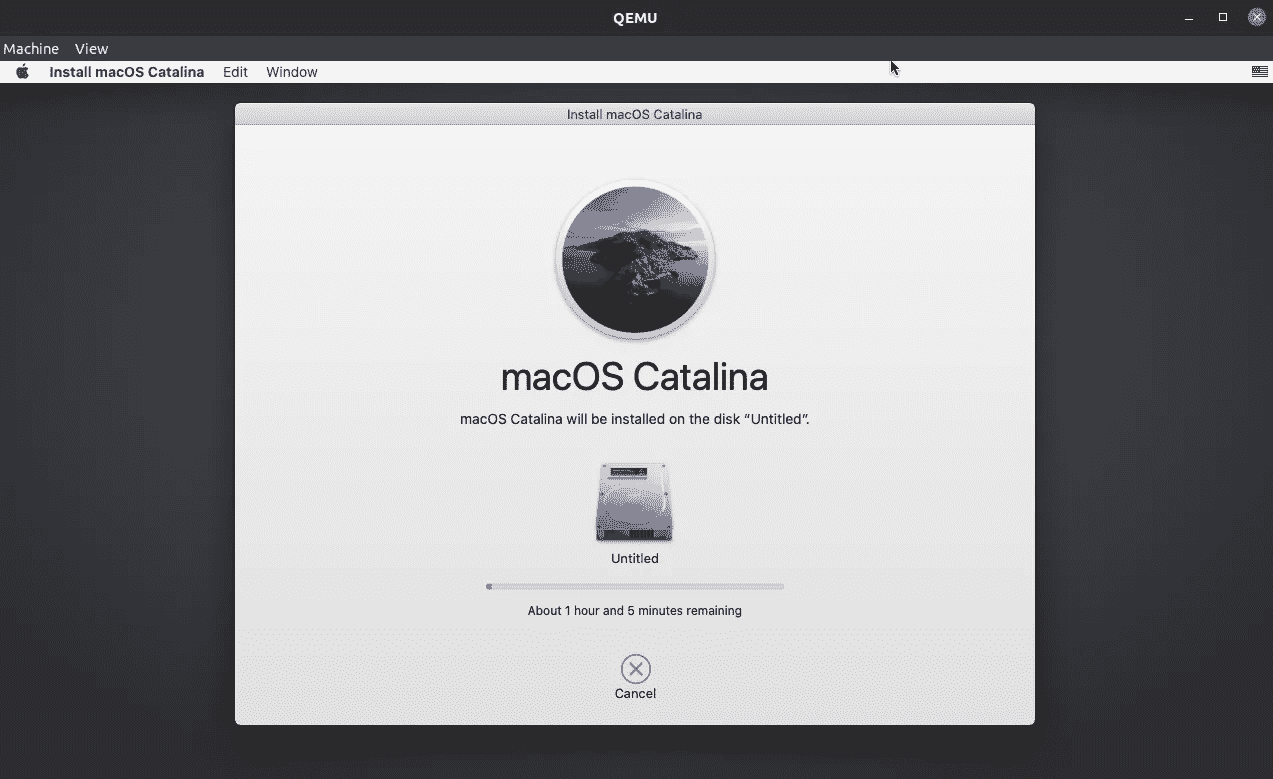 QEMU
Machine View
Install macOS Catalina Edit Window
Install macOS Catalina
macOS Catalina
macOS Catalina will be installed on the disk “Untitled”.
Untitled
About 1 hour and 5 minutes remaining
Cancel